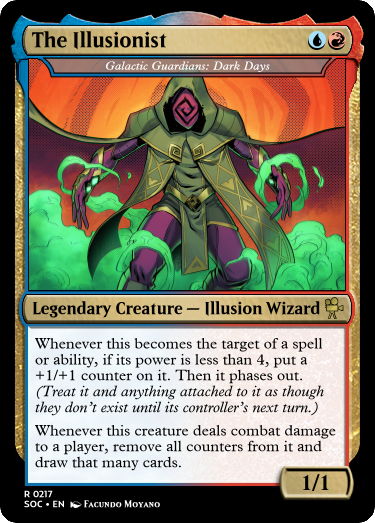 The Illusionist
Galactic Guardians: Dark Days
Legendary Creature — Illusion Wizard
Whenever this becomes the target of a spell
or ability, if its power is less than 4, put a
+1/+1 counter on it. Then it phases out.
(Treat it and anything attached to it as though
they don't exist until its controller's next turn.)
Whenever this creature deals combat damage
to a player, remove all counters from it and
draw that many cards.
1/1
R 0217
SOC • EN Facundo Moyano